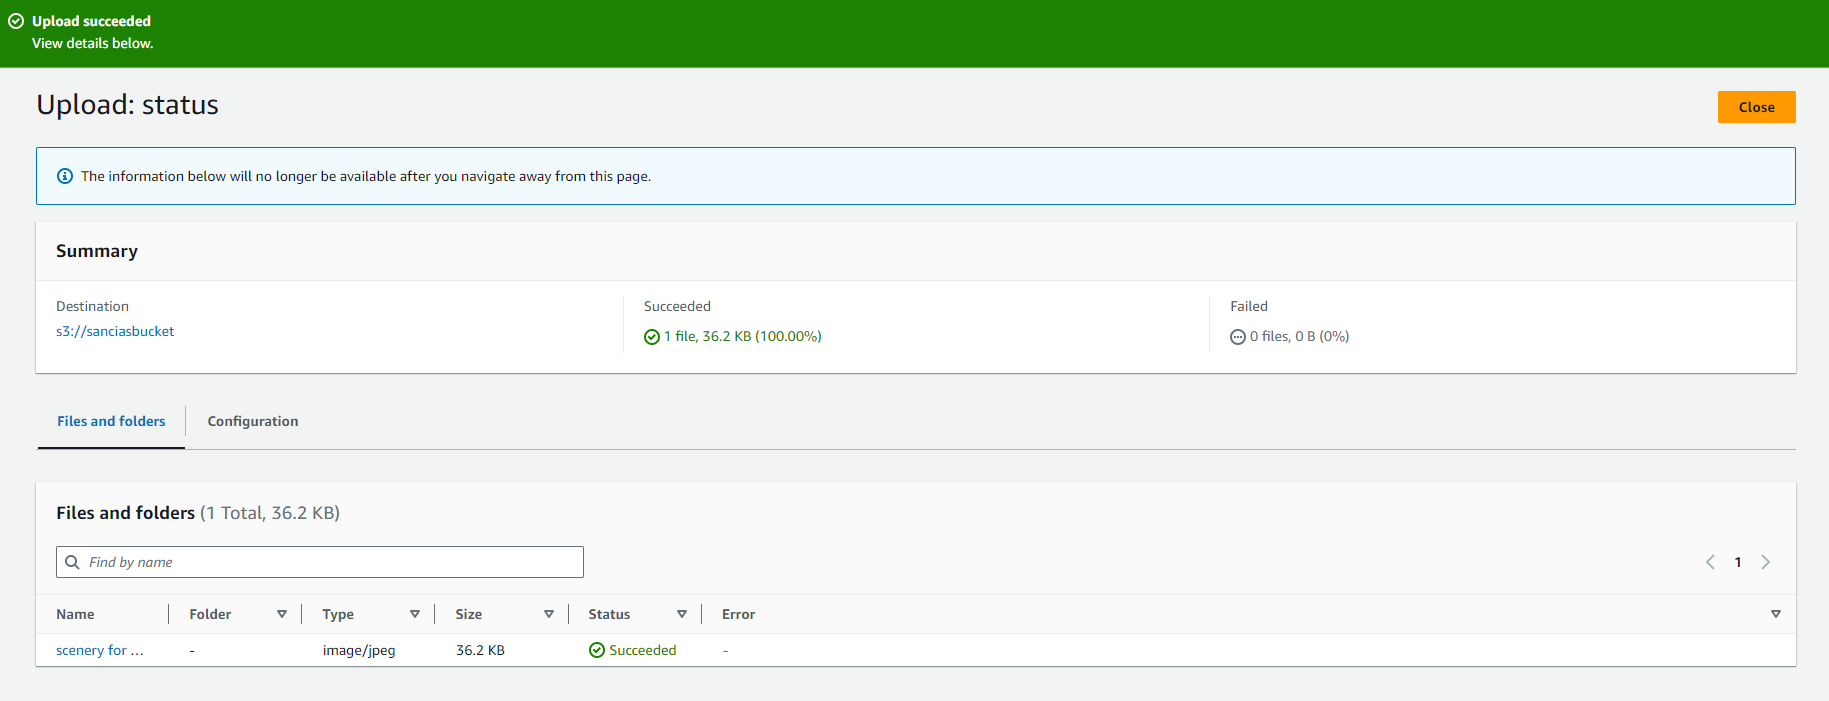 Upload succeeded
View details below.
Upload: status
Close
The information below will no longer be available after you navigate away from this page.
Summary
Destination
s3://sanciasbucket
Succeeded
1 file, 36.2 KB (100.00%)
Failed
0 files, 0 B (0%)
Files and folders
Configuration
Files and folders (1 Total, 36.2 KB)
Find by name
1
Name Folder Type Size Status Error
scenery for ... - image/jpeg 36.2 KB Succeeded -